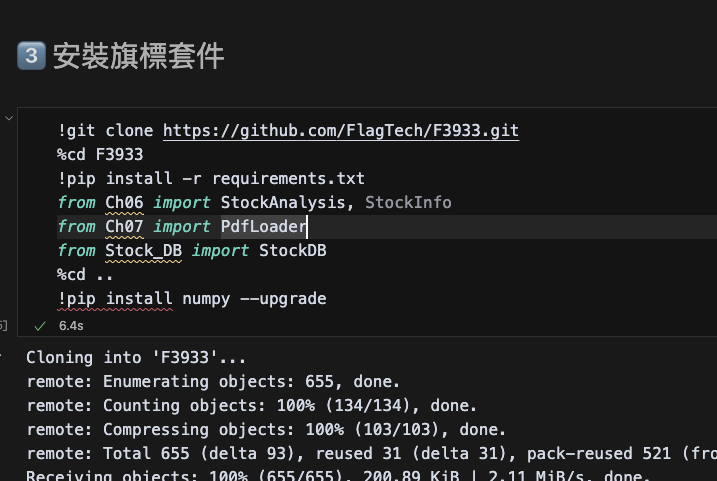 3 安裝旗標套件
!git clone https://github.com/FlagTech/F3933.git
%cd F3933
!pip install -r requirements.txt
from Ch06 import StockAnalysis, StockInfo
from Ch07 import PdfLoader
from Stock_DB import StockDB
%cd ..
!pip install numpy --upgrade
6.4s
Cloning into 'F3933'...
remote: Enumerating objects: 655, done.
remote: Counting objects: 100% (134/134), done.
remote: Compressing objects: 100% (103/103), done.
remote: Total 655 (delta 93), reused 31 (delta 31), pack-reused 521 (fro
Receiving objects: 100% (655/655), 200.89 KiB | 2.11 MiB/s, done.